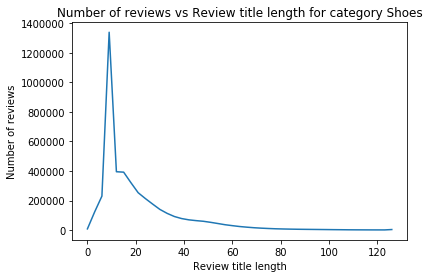 Number of reviews vs Review title length for category Shoes
1400000
1200000
1000000
800000
600000
400000
200000
0
Number of reviews
0 20 40 60 80 100 120
Review title length